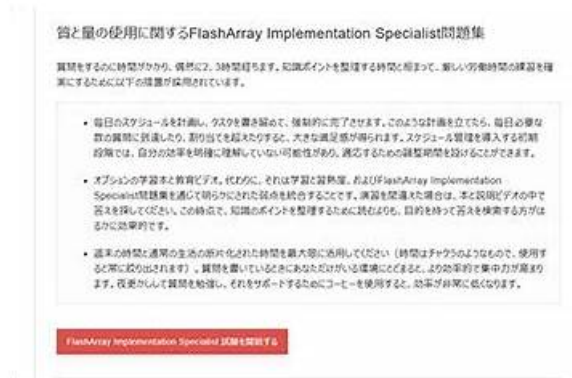 質と量の使用に関するFlashArray Implementation Specialist問題集
質問をするのに時間がかかり、偶然に2、3時間経ちます。知識ポイントを整理する時間と相まって、厳しい労働時間の課題を確
実にするために以下の措置が採用されています。
毎日のスケジュールを計画し、タスクを書き留めて、強制的に完了させます。このような計画を立てたら、毎日必要な
数の質問に到達したり、割り当てを超えたりすると、大きな満足感が得られます。スケジュール管理を導入する初期
段階では、自分の効率を明確に理解していない可能性があり、適応するための調整期間を設けることができます。
オプションの学習本と教育ビデオ。代わりに、それは学習と習熟度、およびFlashArray Implementation
Specialist問題集を通じて明らかにされた弱点を統合することです。演習を間違えた場合は、本と説明ビデオの中で
答えを探してください。この時点で、知識のポイントを整理するために読むよりも、目的を持って答えを検索する方がは
るかに効果的です。
週末の時間と通常の生活の断片化された時間を最大限に活用してください（時間はチャクラのようなもので、使用す
ると常に絞り出されます）。質問を書いているときにあなただけがいる環境にとどまると、より効率的で集中力が高まり
ます。夜更かしして質問を勉強し、それをサポートするためにコーヒーを使用すると、効率が非常に低くなります。
FlashArray Implementation Specialist 試験を開始する